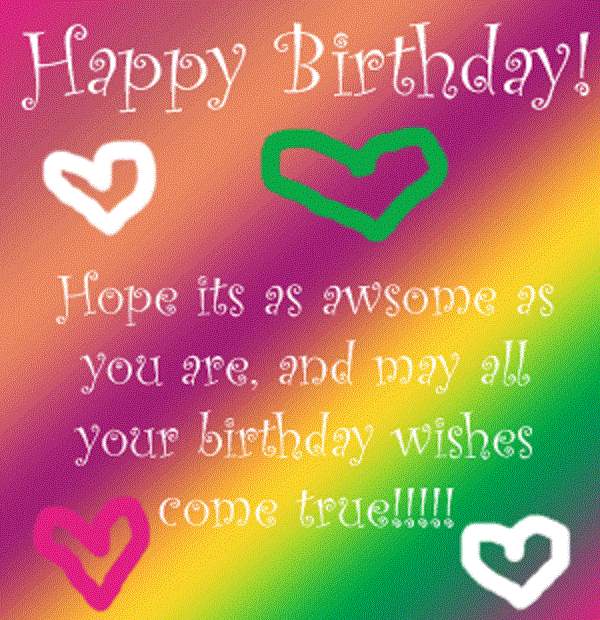 Happy Birthday!
Hope its as awsome as
you are, and may all
your birthday wishes
come true!!!!!